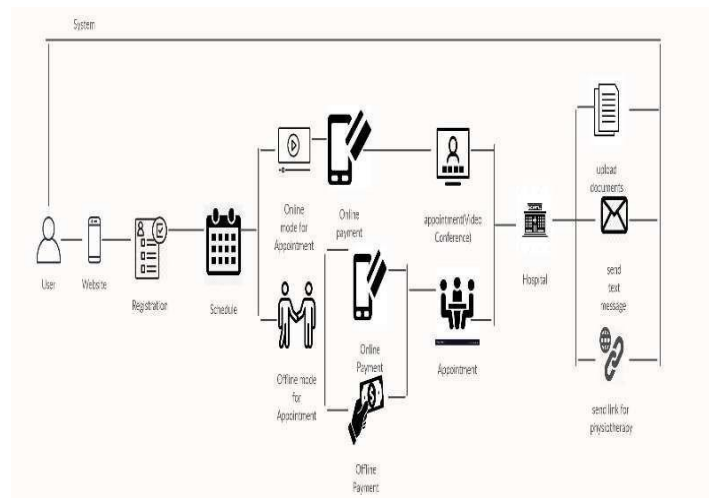 System
User
Website
Registration
Schedule
Online
mode for
Appointment
Online
payment
appointment(Video
Conference)
Offline mode
for
Appointment
Online
Payment
Offline
Payment
Appointment
Hospital
upload
documents
send
text
message
send link for
physiotherapy